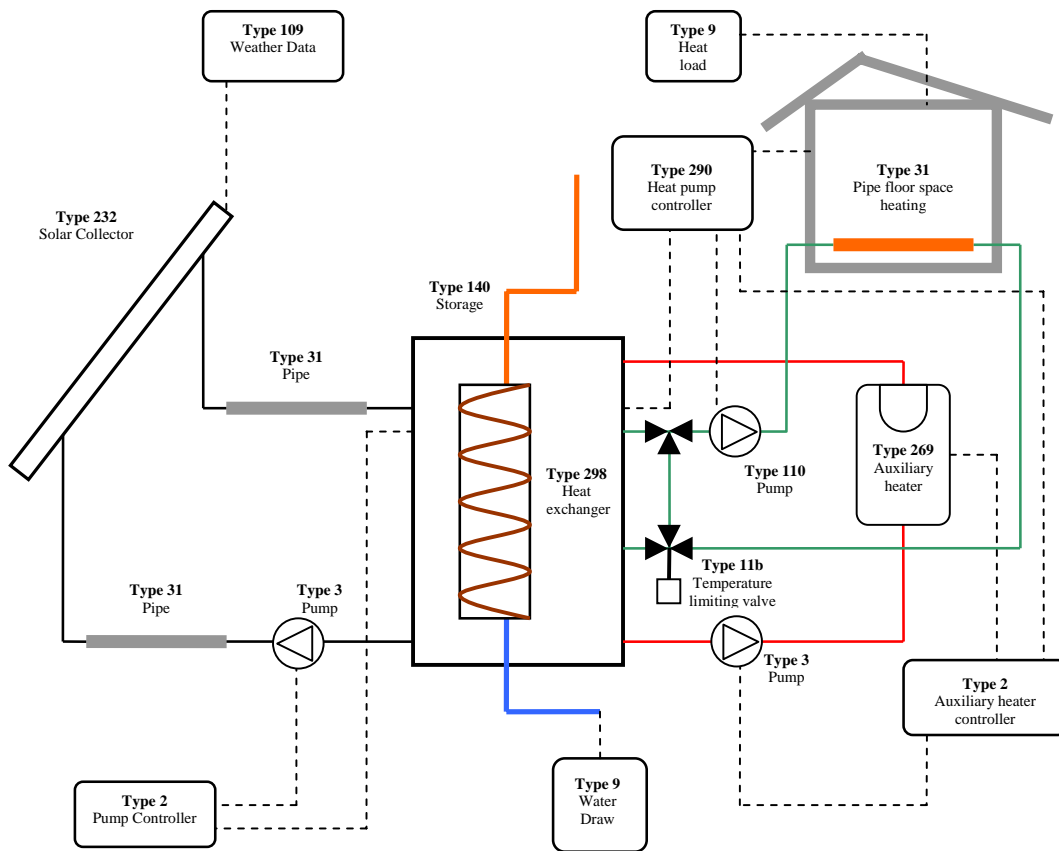 Type 109
Weather Data
Type 9
Heat
load
Type 290
Heat pump
controller
Type 31
Pipe floor space
heating
Type 232
Solar Collector
Type 140
Storage
Type 31
Pipe
Type 298
Heat
exchanger
Type 110
Pump
Type 269
Auxiliary
heater
Type 11b
Temperature
limiting valve
Type 31
Pipe
Type 3
Pump
Type 3
Pump
Type 2
Auxiliary heater
controller
Type 2
Pump Controller
Type 9
Water
Draw